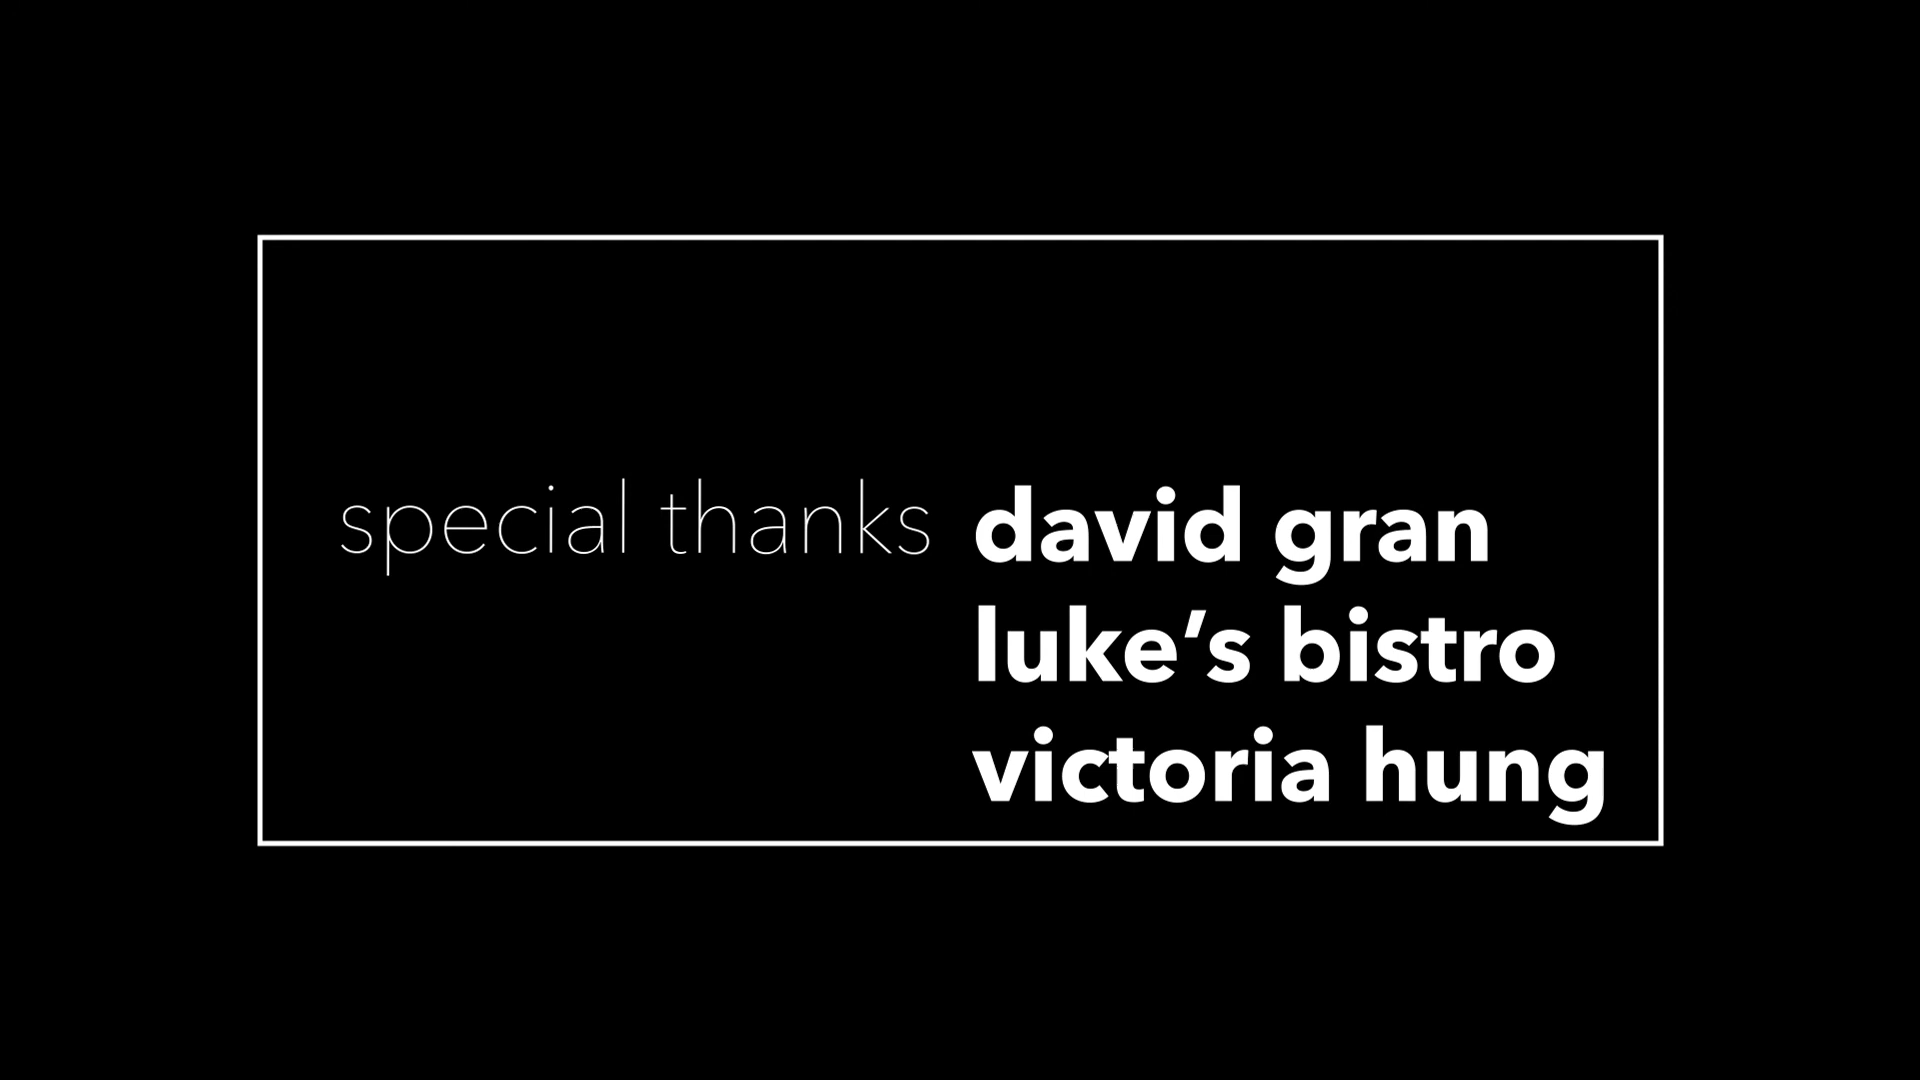 special thanks david gran
luke’s bistro
victoria hung